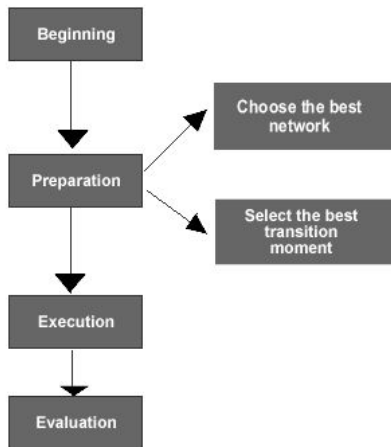 Beginning
Choose the best
network
Preparation
Select the best
transition
moment
Execution
Evaluation